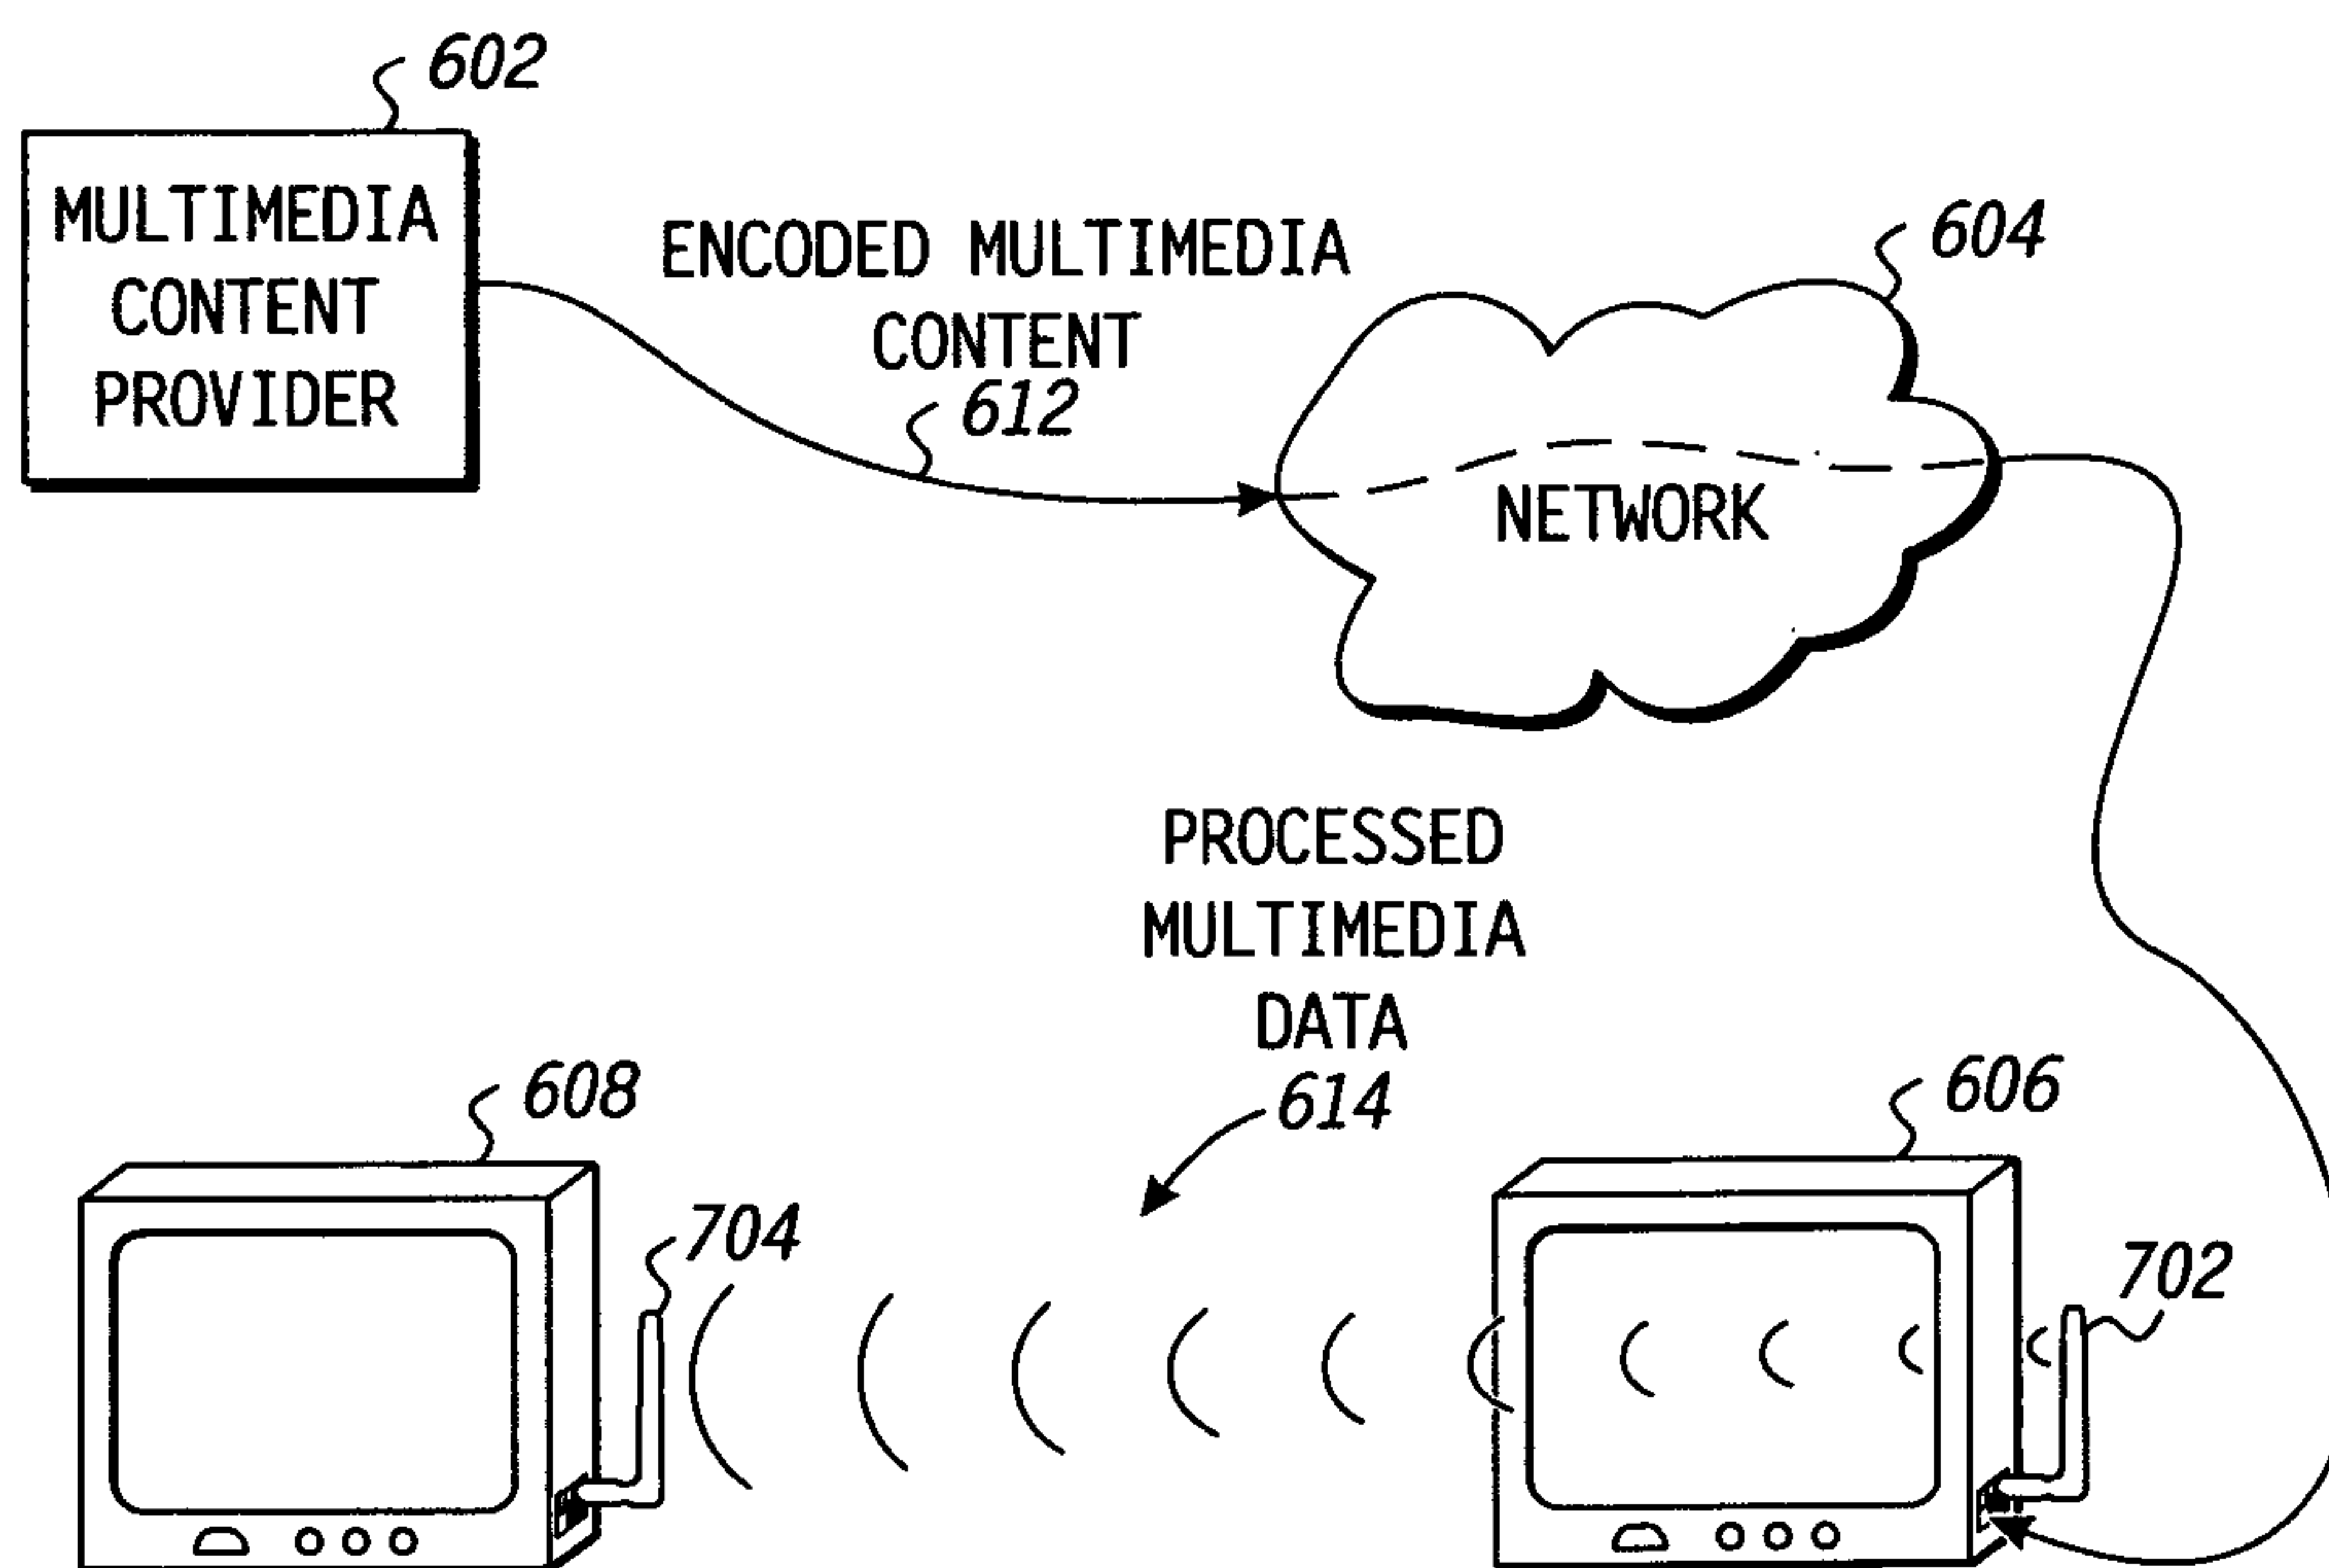 602
MULTIMEDIA
CONTENT
PROVIDER
ENCODED MULTIMEDIA
CONTENT
612
604
NETWORK
PROCESSED
MULTIMEDIA
DATA
614
608
606
704
702